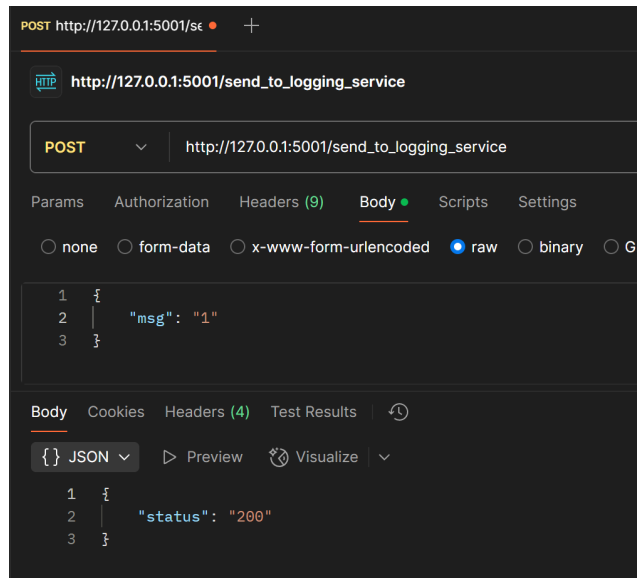 POST http://127.0.0.1:5001/se
HTTP http://127.0.0.1:5001/send_to_logging_service
POST http://127.0.0.1:5001/send_to_logging_service
Params Authorization Headers (9) Body Scripts Settings
none form-data x-www-form-urlencoded raw binary G
1 {
2 "msg": "1"
3 }
Body Cookies Headers (4) Test Results
{} JSON Preview Visualize
1 {
2 "status": "200"
3 }